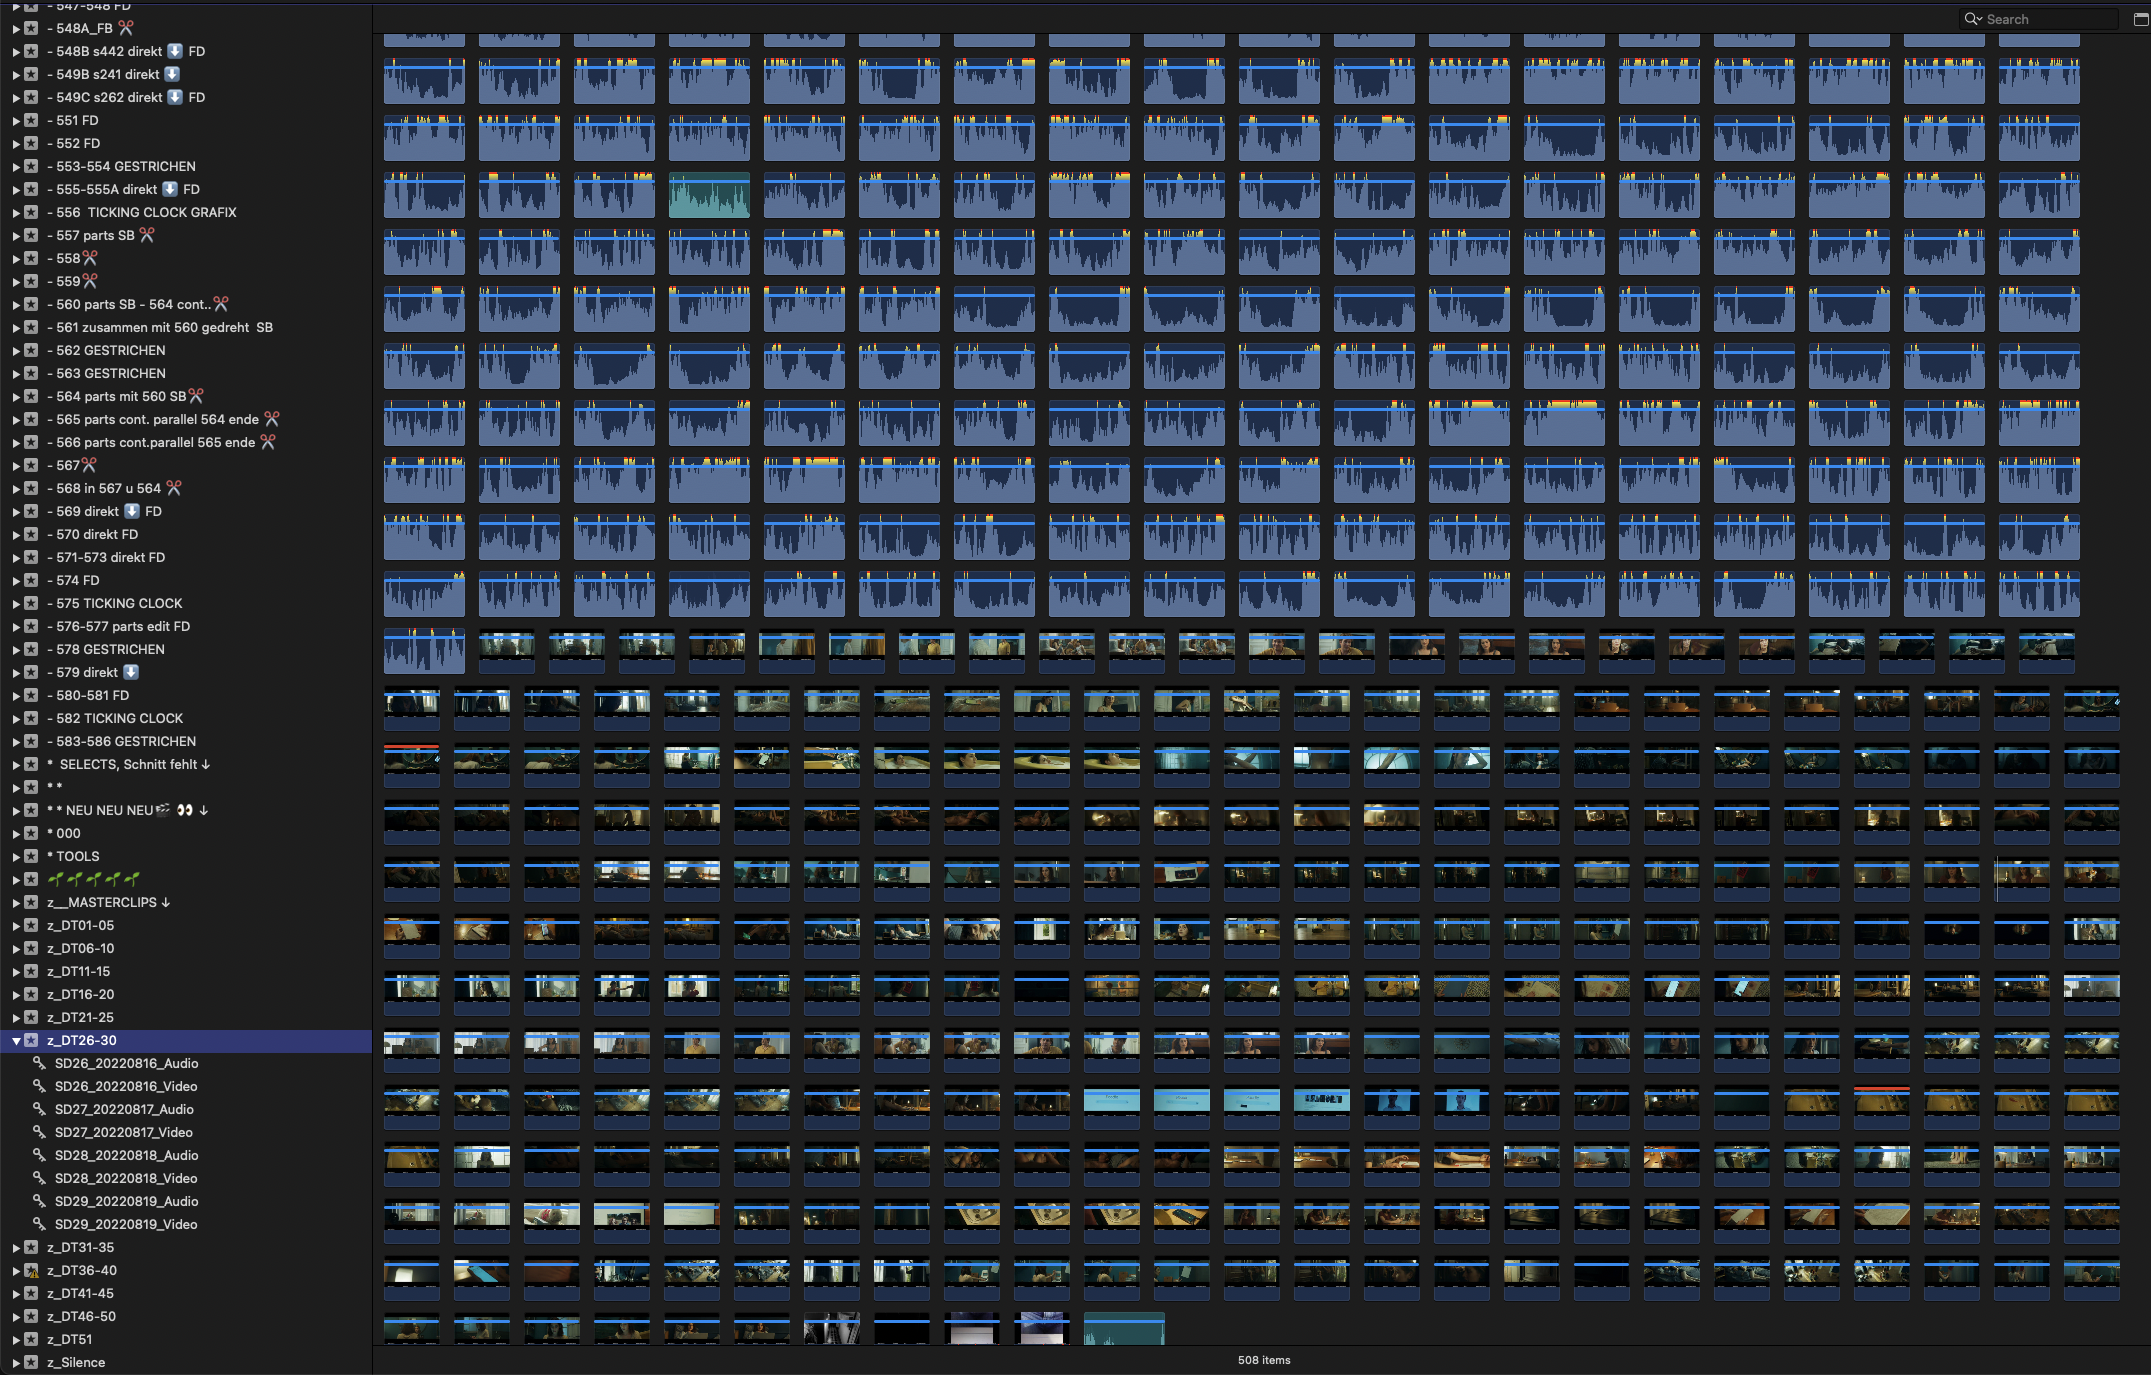 - 547-548 FD
- 548A_FB ✂️
- 548B s442 direkt ⬇️ FD
- 549B s241 direkt ⬇️
- 549C s262 direkt ⬇️ FD
- 551 FD
- 552 FD
- 553-554 GESTRICHEN
- 555-555A direkt ⬇️ FD
- 556  TICKING CLOCK GRAFIX
- 557 parts SB ✂️
- 558✂️
- 559✂️
- 560 parts SB - 564 cont..✂️
- 561 zusammen mit 560 gedreht  SB
- 562 GESTRICHEN
- 563 GESTRICHEN
- 564 parts mit 560 SB✂️
- 565 parts cont. parallel 564 ende ✂️
- 566 parts cont.parallel 565 ende ✂️
- 567✂️
- 568 in 567 u 564 ✂️
- 569 direkt ⬇️ FD
- 570 direkt FD
- 571-573 direkt FD
- 574 FD
- 575 TICKING CLOCK
- 576-577 parts edit FD
- 578 GESTRICHEN
- 579 direkt ⬇️
- 580-581 FD
- 582 TICKING CLOCK
- 583-586 GESTRICHEN
*  SELECTS, Schnitt fehlt ↓
* *
* * NEU NEU NEU🎬 👀 ↓
* 000
* TOOLS
🌱🌱🌱🌱🌱
z__MASTERCLIPS ↓
z_DT01-05
z_DT06-10
z_DT11-15
z_DT16-20
z_DT21-25
z_DT26-30
SD26_20220816_Audio
SD26_20220816_Video
SD27_20220817_Audio
SD27_20220817_Video
SD28_20220818_Audio
SD28_20220818_Video
SD29_20220819_Audio
SD29_20220819_Video
z_DT31-35
z_DT36-40
z_DT41-45
z_DT46-50
z_DT51
z_Silence
Search
508 items